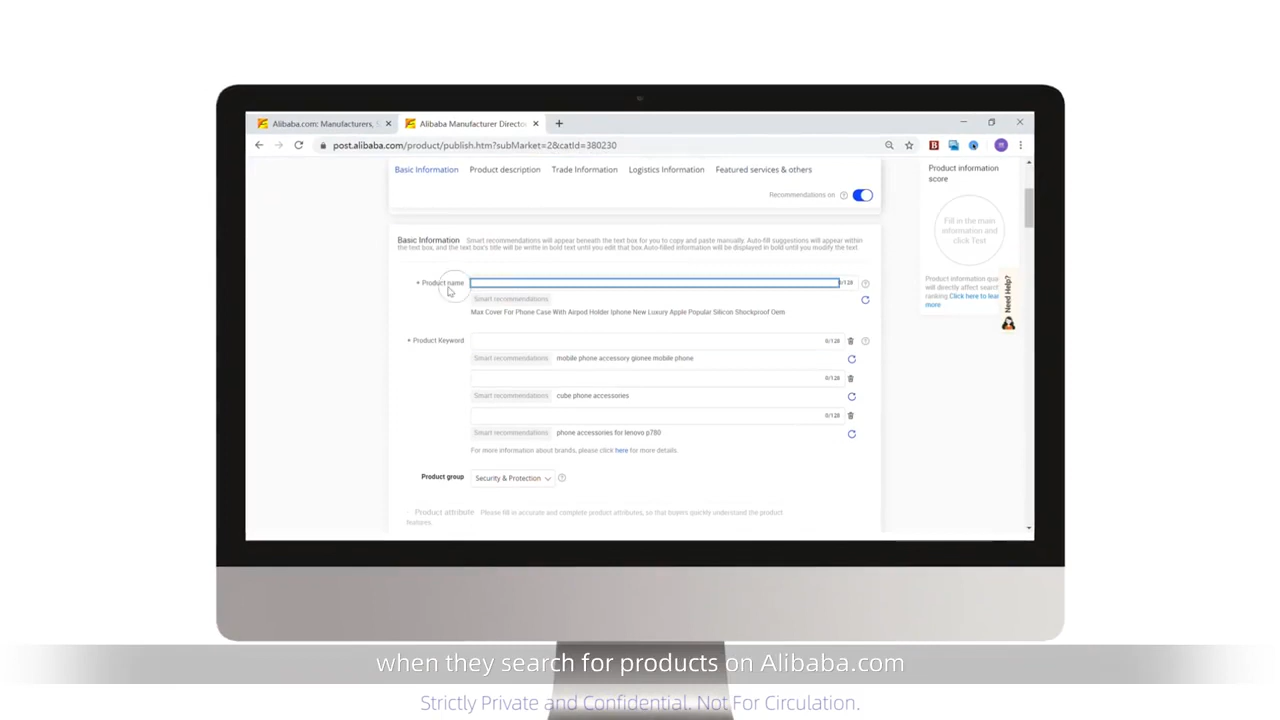 Alibaba.com: Manufacturers, S
Alibaba Manufacturer Directo
post.alibaba.com/product/publish.htm?subMarket=2&catId=380230
Basic Information Product description Trade Information Logistics Information Featured services & others
Recommendations on
Product information
score
Fill in the main
information and
click Text
Product information qua
will directly affect search
ranking Click here to lear
more
Need Help?
Basic Information Smart recommendations will appear beneath the text box for you to copy and paste manually. Auto-fill suggestions will appear within
the text box, and the text box's title will be write in bold text until you edit that box Auto-filled information will be displayed in bold until you modify the text
* Product name 0/128
Smart recommendations
Max Cover For Phone Case With Airpod Holder Iphone New Luxury Apple Popular Silicon Shockproof Oem
* Product Keyword 0/128
Smart recommendations mobile phone accessory gionee mobile phone
0/128
Smart recommendations cube phone accessories
0/128
Smart recommendations phone accessories for lenovo p780
For more information about brands, please click here for more details.
Product group Security & Protection
Product attribute Please fill in accurate and complete product attributes, so that buyers quickly understand the product
features.
when they search for products on Alibaba.com
Strictly Private and Confidential. Not For Circulation.